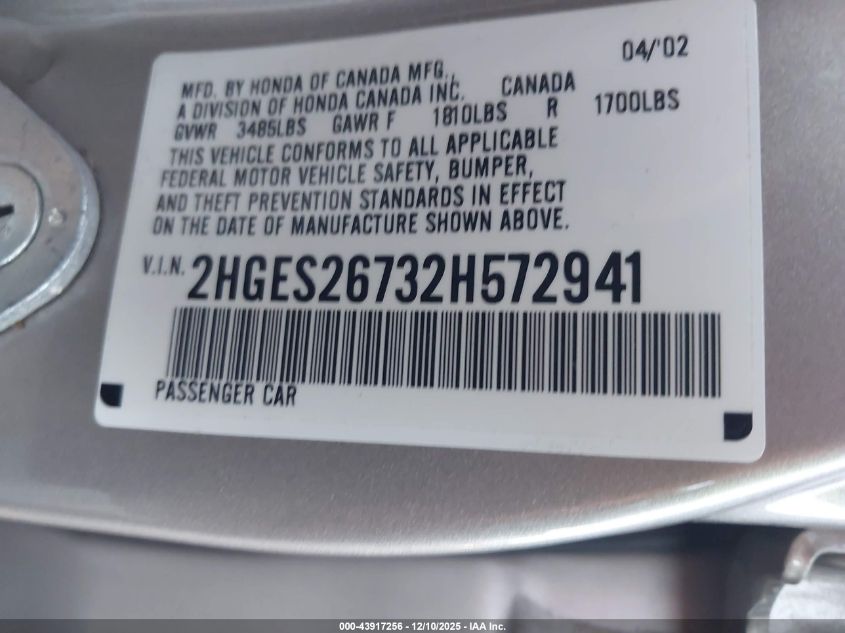 04/'02
MFD. BY HONDA OF CANADA MFG.,
A DIVISION OF HONDA CANADA INC. CANADA
GVWR 3485LBS GAWR F 1810LBS R 1700LBS
THIS VEHICLE CONFORMS TO ALL APPLICABLE
FEDERAL MOTOR VEHICLE SAFETY, BUMPER,
AND THEFT PREVENTION STANDARDS IN EFFECT
ON THE DATE OF MANUFACTURE SHOWN ABOVE.
V.I.N. 2HGES26732H572941
PASSENGER CAR
000-43917256 - 12/10/2025 - IAA Inc.